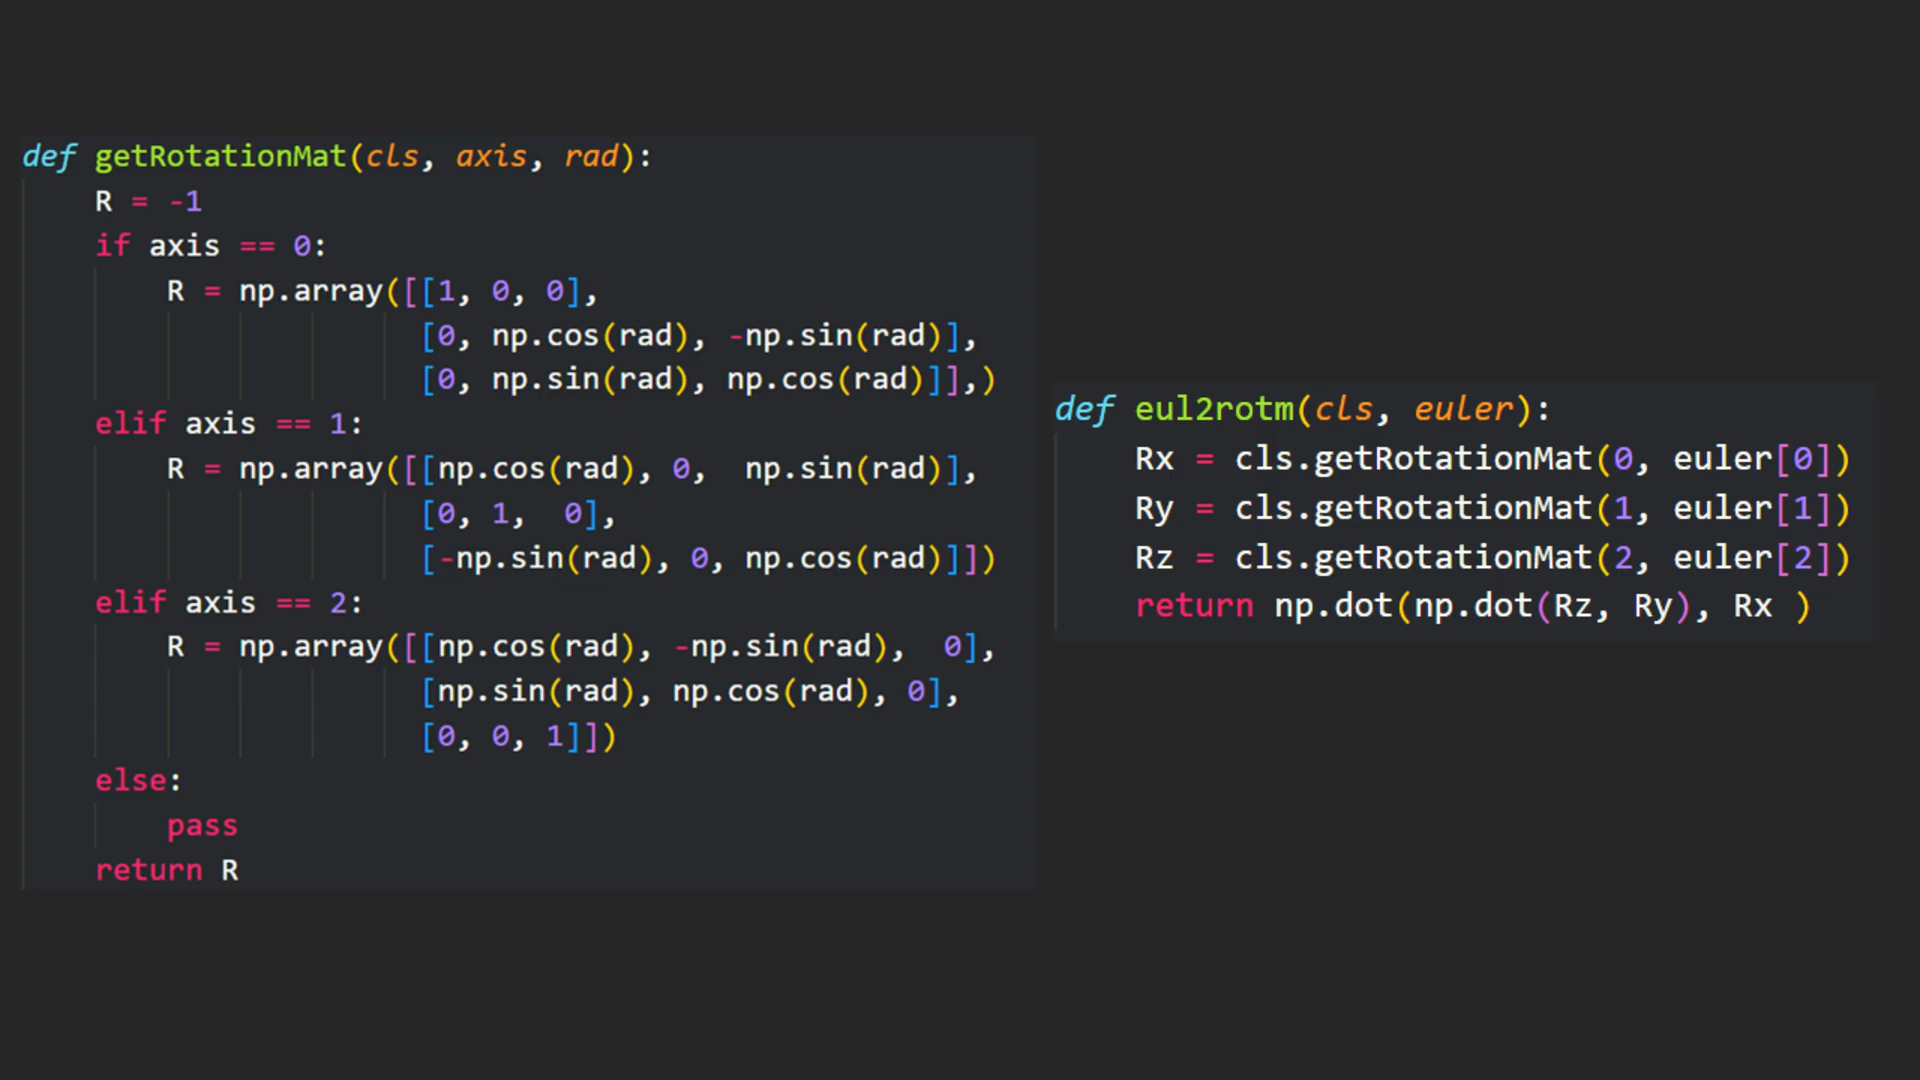 def getRotationMat(cls, axis, rad):
    R = -1
    if axis == 0:
        R = np.array([[1, 0, 0],
                      [0, np.cos(rad), -np.sin(rad)],
                      [0, np.sin(rad), np.cos(rad)]],)
    elif axis == 1:
        R = np.array([[np.cos(rad), 0,  np.sin(rad)],
                      [0, 1,  0],
                      [-np.sin(rad), 0, np.cos(rad)]])
    elif axis == 2:
        R = np.array([[np.cos(rad), -np.sin(rad),  0],
                      [np.sin(rad), np.cos(rad), 0],
                      [0, 0, 1]])
    else:
        pass
    return R
def eul2rotm(cls, euler):
    Rx = cls.getRotationMat(0, euler[0])
    Ry = cls.getRotationMat(1, euler[1])
    Rz = cls.getRotationMat(2, euler[2])
    return np.dot(np.dot(Rz, Ry), Rx )